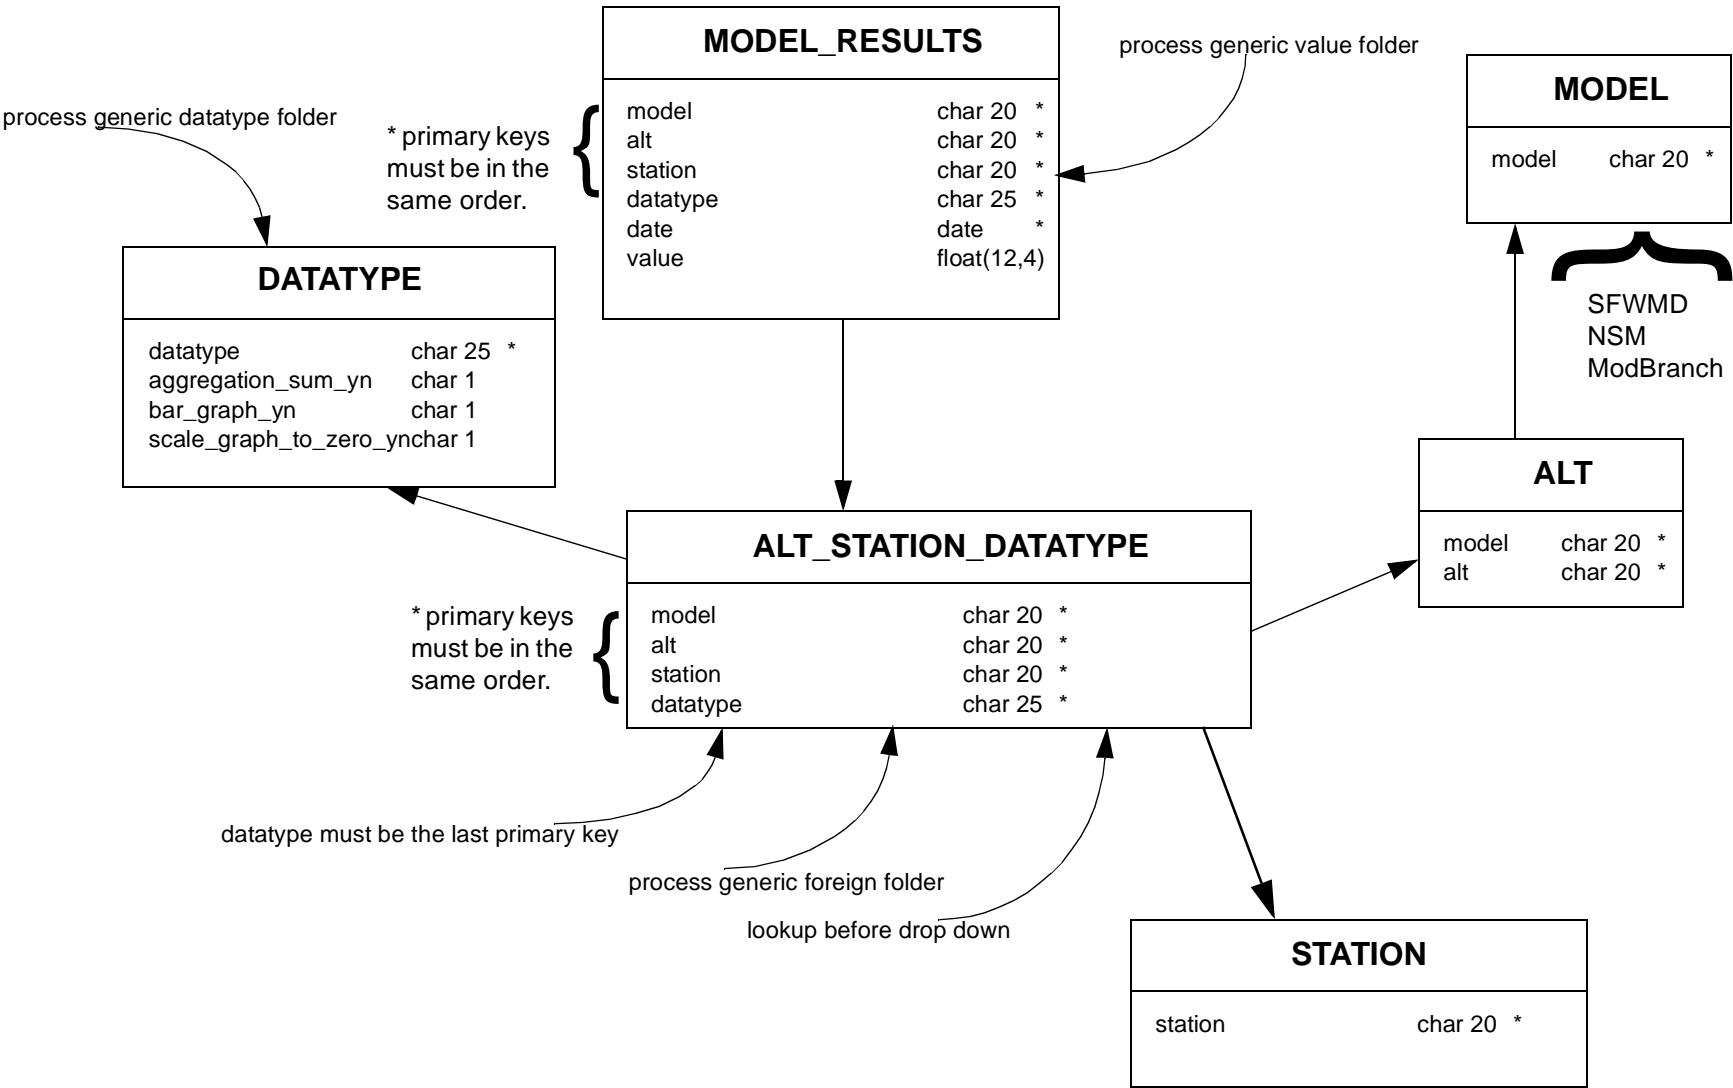 MODEL_RESULTS
model char 20 *
alt char 20 *
station char 20 *
datatype char 25 *
date date *
value float(12,4)
process generic value folder
MODEL
model char 20 *
SFWMD
NSM
ModBranch
process generic datatype folder
* primary keys
must be in the
same order.
DATATYPE
datatype char 25 *
aggregation_sum_yn char 1
bar_graph_yn char 1
scale_graph_to_zero_ynchar 1
ALT
model char 20 *
alt char 20 *
ALT_STATION_DATATYPE
model char 20 *
alt char 20 *
station char 20 *
datatype char 25 *
* primary keys
must be in the
same order.
datatype must be the last primary key
process generic foreign folder
lookup before drop down
STATION
station char 20 *